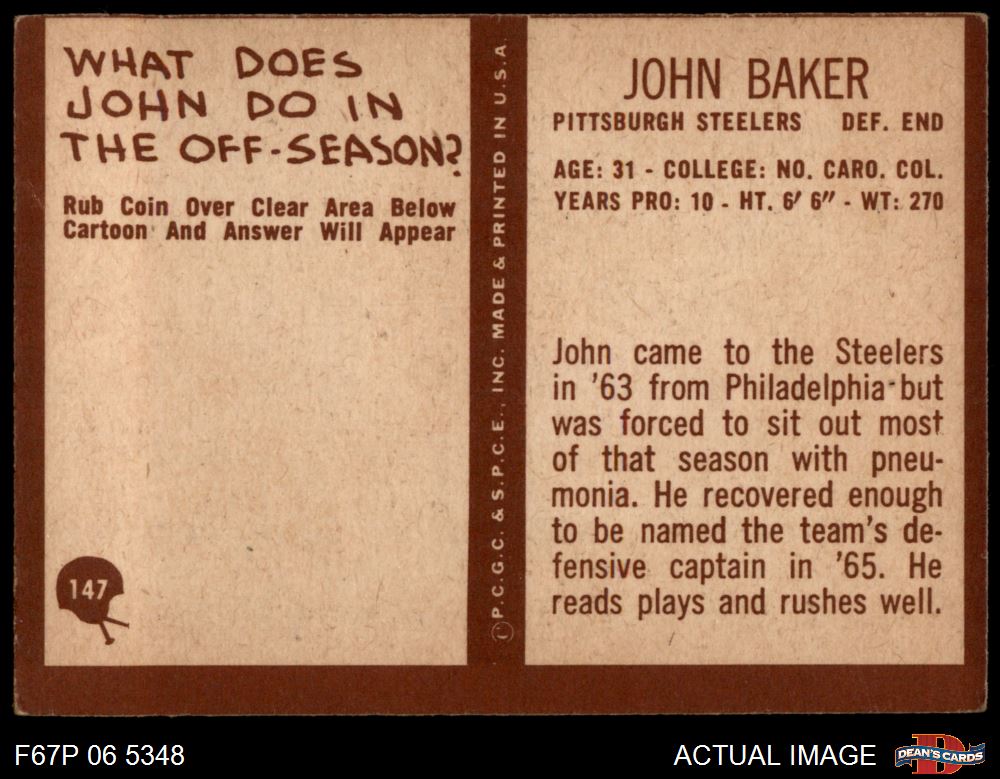 WHAT DOES
JOHN DO IN
THE OFF-SEASON?
Rub Coin Over Clear Area Below
Cartoon And Answer Will Appear
147
Ⓒ P.C.G.C. & S.P.C.E., INC. MADE & PRINTED IN U.S.A.
JOHN BAKER
PITTSBURGH STEELERS DEF. END
AGE: 31 - COLLEGE: NO. CARO. COL.
YEARS PRO: 10 - HT. 6' 6" - WT: 270
John came to the Steelers
in '63 from Philadelphia but
was forced to sit out most
of that season with pneu-
monia. He recovered enough
to be named the team's de-
fensive captain in '65. He
reads plays and rushes well.
F67P 06 5348
ACTUAL IMAGE
D
DEAN'S CARDS